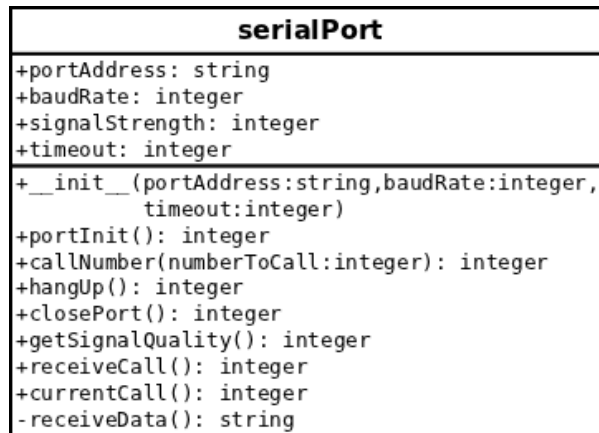 serialPort
+portAddress: string
+baudRate: integer
+signalStrength: integer
+timeout: integer
+__init__(portAddress:string,baudRate:integer,
timeout:integer)
+portInit(): integer
+callNumber(numberToCall:integer): integer
+hangUp(): integer
+closePort(): integer
+getSignalQuality(): integer
+receiveCall(): integer
+currentCall(): integer
-receiveData(): string